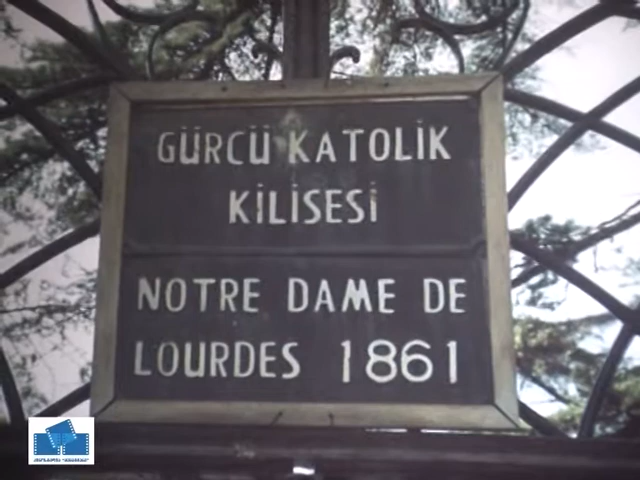 GÜRCÜ KATOLİK
KİLİSESİ
NOTRE DAME DE
LOURDES 1861